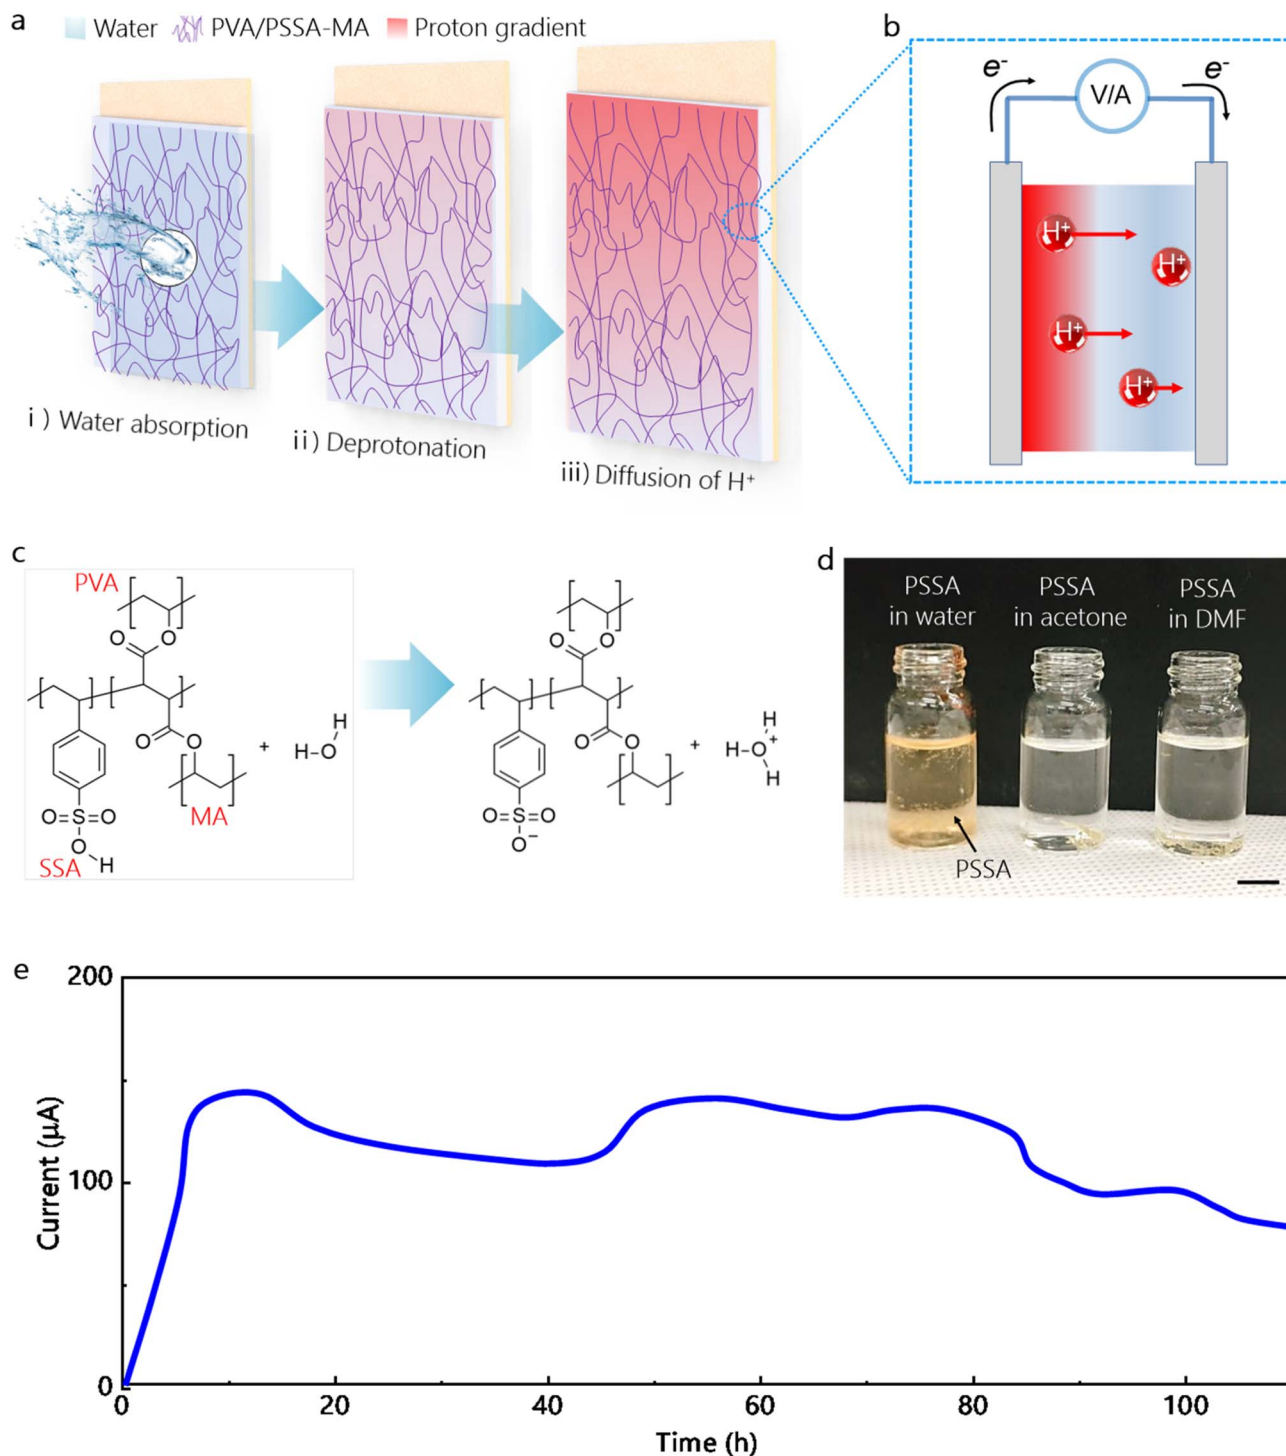 a
Water PVA/PSSA-MA Proton gradient
i) Water absorption
ii) Deprotonation
iii) Diffusion of H⁺
b
e⁻
V/A
e⁻
H⁺
H⁺
H⁺
H⁺
c
PVA
O
O
O
O
+
H
H-O
MA
O=S=O
O
H
SSA
O
O
O
O
+
H
H-O⁺
H
O=S=O
O⁻
d
PSSA
in water
PSSA
in acetone
PSSA
in DMF
PSSA
e
200
100
0
Current (μA)
0 20 40 60 80 100
Time (h)